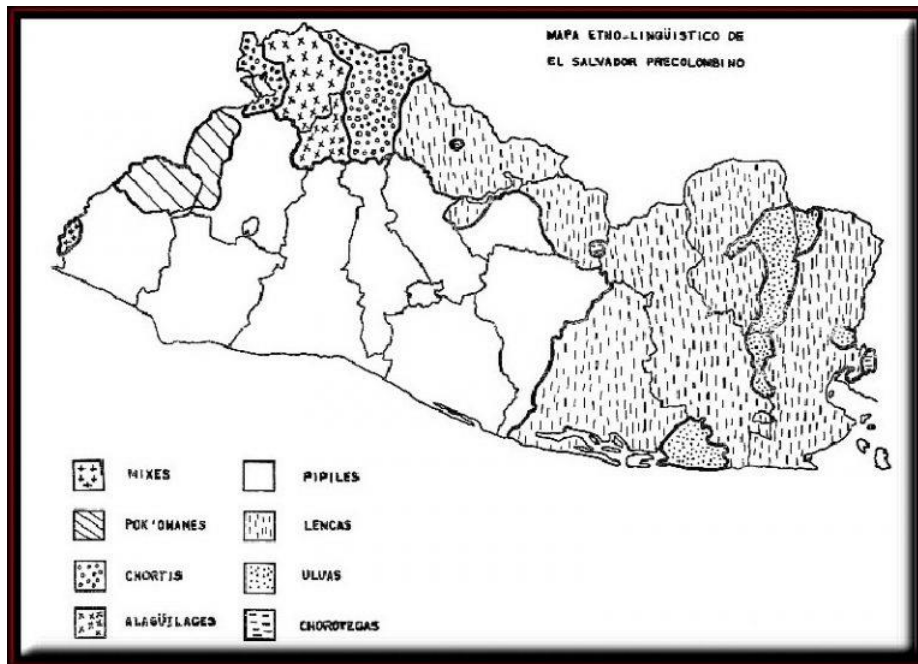 MAPA ETNO-LINGÜISTICO DE
EL SALVADOR PRECOLOMBINO
MIXES
POK'OMANES
CHORTIS
ALAGÜILAGES
PIPILES
LENCAS
ULUAS
CHOROTEGAS